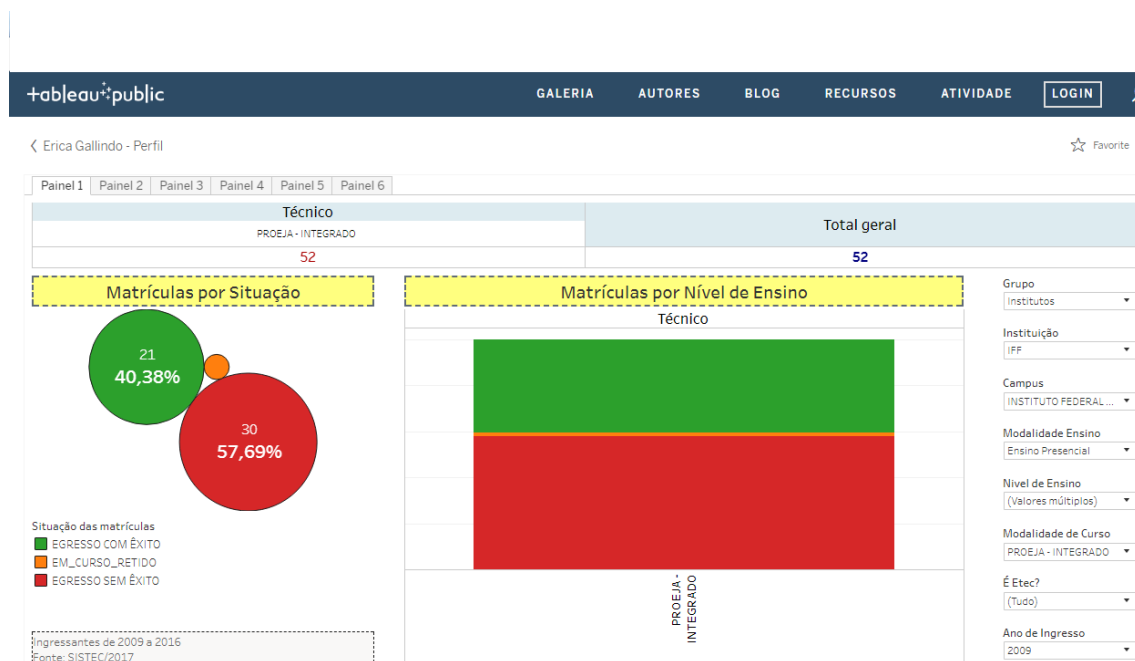 +ableau public
GALERIA AUTORES BLOG RECURSOS ATIVIDADE LOGIN
Erica Gallindo - Perfil
Favorite
Painel 1 Painel 2 Painel 3 Painel 4 Painel 5 Painel 6
Técnico
PROEJA - INTEGRADO
Total geral
52 52
Matrículas por Situação
21
40,38%
30
57,69%
Situação das matrículas
EGRESSO COM ÊXITO
EM_CURSO_RETIDO
EGRESSO SEM ÊXITO
Ingressantes de 2009 a 2016
Fonte: SISTEC/2017
Matrículas por Nível de Ensino
Técnico
PROEJA -
INTEGRADO
Grupo
Institutos
Instituição
IFF
Campus
INSTITUTO FEDERAL ...
Modalidade Ensino
Ensino Presencial
Nivel de Ensino
(Valores múltiplos)
Modalidade de Curso
PROEJA - INTEGRADO
É Etec?
(Tudo)
Ano de Ingresso
2009